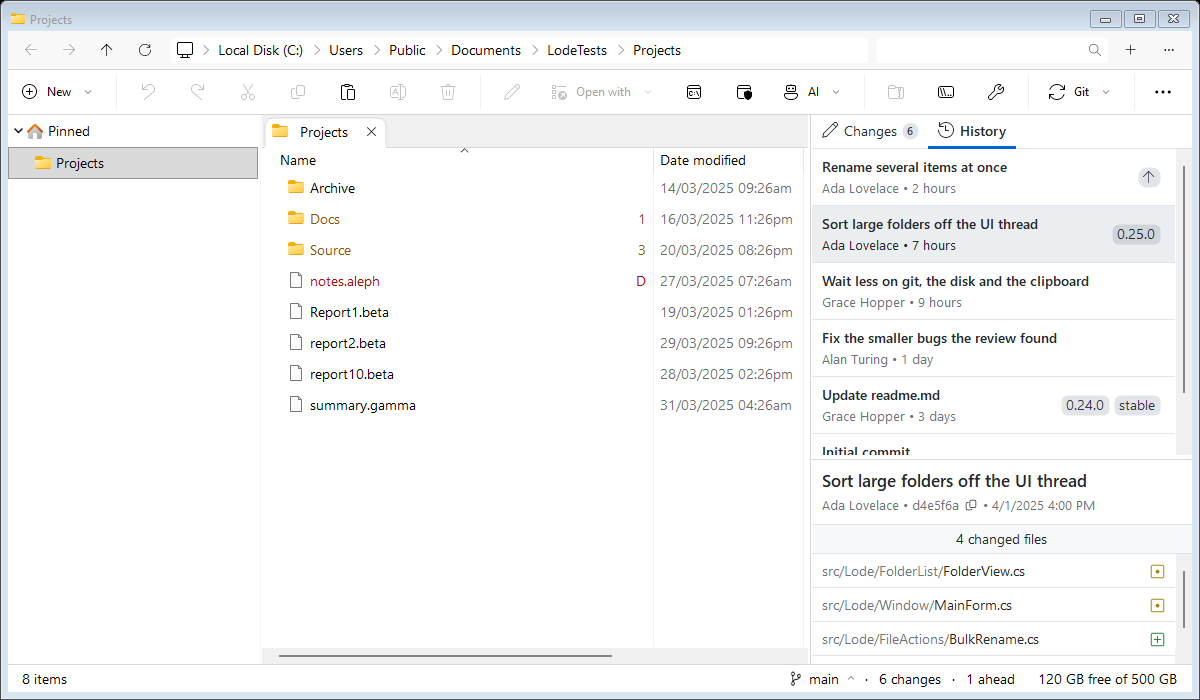 Projects
Local Disk (C:) Users Public Documents LodeTests Projects
New Open with AI Git
Pinned
Projects
Projects
Name Date modified
Archive 14/03/2025 09:26am
Docs 1 16/03/2025 11:26pm
Source 3 20/03/2025 08:26pm
notes.aleph D 27/03/2025 07:26am
Report1.beta 19/03/2025 01:26pm
report2.beta 29/03/2025 09:26pm
report10.beta 28/03/2025 02:26pm
summary.gamma 31/03/2025 04:26am
Changes 6 History
Rename several items at once
Ada Lovelace • 2 hours
Sort large folders off the UI thread
Ada Lovelace • 7 hours
0.25.0
Wait less on git, the disk and the clipboard
Grace Hopper • 9 hours
Fix the smaller bugs the review found
Alan Turing • 1 day
Update readme.md
Grace Hopper • 3 days
0.24.0 stable
Initial commit
Sort large folders off the UI thread
Ada Lovelace • d4e5f6a • 4/1/2025 4:00 PM
4 changed files
src/Lode/FolderList/FolderView.cs
src/Lode/Window/MainForm.cs
src/Lode/FileActions/BulkRename.cs
8 items main · 6 changes · 1 ahead 120 GB free of 500 GB